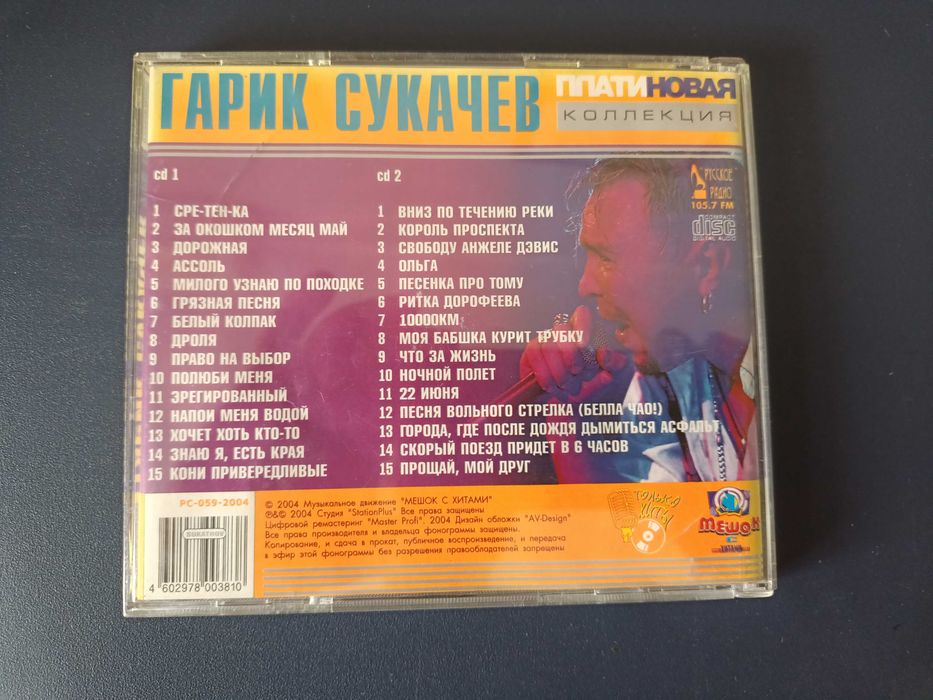 ГАРИК СУКАЧЕВ
ПЛАТИНОВАЯ
КОЛЛЕКЦИЯ
РУССКОЕ
РАДИО
105.7 FM
COMPACT
disc
DIGITAL AUDIO
cd 1
1 СРЕ-ТЕН-КА
2 ЗА ОКОШКОМ МЕСЯЦ МАЙ
3 ДОРОЖНАЯ
4 АССОЛЬ
5 МИЛОГО УЗНАЮ ПО ПОХОДКЕ
6 ГРЯЗНАЯ ПЕСНЯ
7 БЕЛЫЙ КОЛПАК
8 ДРОЛЯ
9 ПРАВО НА ВЫБОР
10 ПОЛЮБИ МЕНЯ
11 ЭРЕГИРОВАННЫЙ
12 НАПОИ МЕНЯ ВОДОЙ
13 ХОЧЕТ ХОТЬ КТО-ТО
14 ЗНАЮ Я, ЕСТЬ КРАЯ
15 КОНИ ПРИВЕРЕДЛИВЫЕ
cd 2
1 ВНИЗ ПО ТЕЧЕНИЮ РЕКИ
2 КОРОЛЬ ПРОСПЕКТА
3 СВОБОДУ АНЖЕЛЕ ДЭВИС
4 ОЛЬГА
5 ПЕСЕНКА ПРО ТОМУ
6 РИТКА ДОРОФЕЕВА
7 10000КМ
8 МОЯ БАБШКА КУРИТ ТРУБКУ
9 ЧТО ЗА ЖИЗНЬ
10 НОЧНОЙ ПОЛЕТ
11 22 ИЮНЯ
12 ПЕСНЯ ВОЛЬНОГО СТРЕЛКА (БЕЛЛА ЧАО!)
13 ГОРОДА, ГДЕ ПОСЛЕ ДОЖДЯ ДЫМИТЬСЯ АСФАЛЬТ
14 СКОРЫЙ ПОЕЗД ПРИДЕТ В 6 ЧАСОВ
15 ПРОЩАЙ, МОЙ ДРУГ
PC-059-2004
4 602978 003810
© 2004 Музыкальное движение "МЕШОК С ХИТАМИ"
℗&© 2004 Студия "StationPlus" Все права защищены
Цифровой ремастеринг "Master Profi". 2004 Дизайн обложки "AV-Design"
Все права производителя и владельца фонограммы защищены.
Копирование, и сдача в прокат, публичное воспроизведение, и передача
в эфир этой фонограммы без разрешения правообладателей запрещены
ТОЛЬКО
ХИТЫ
МЕШОК